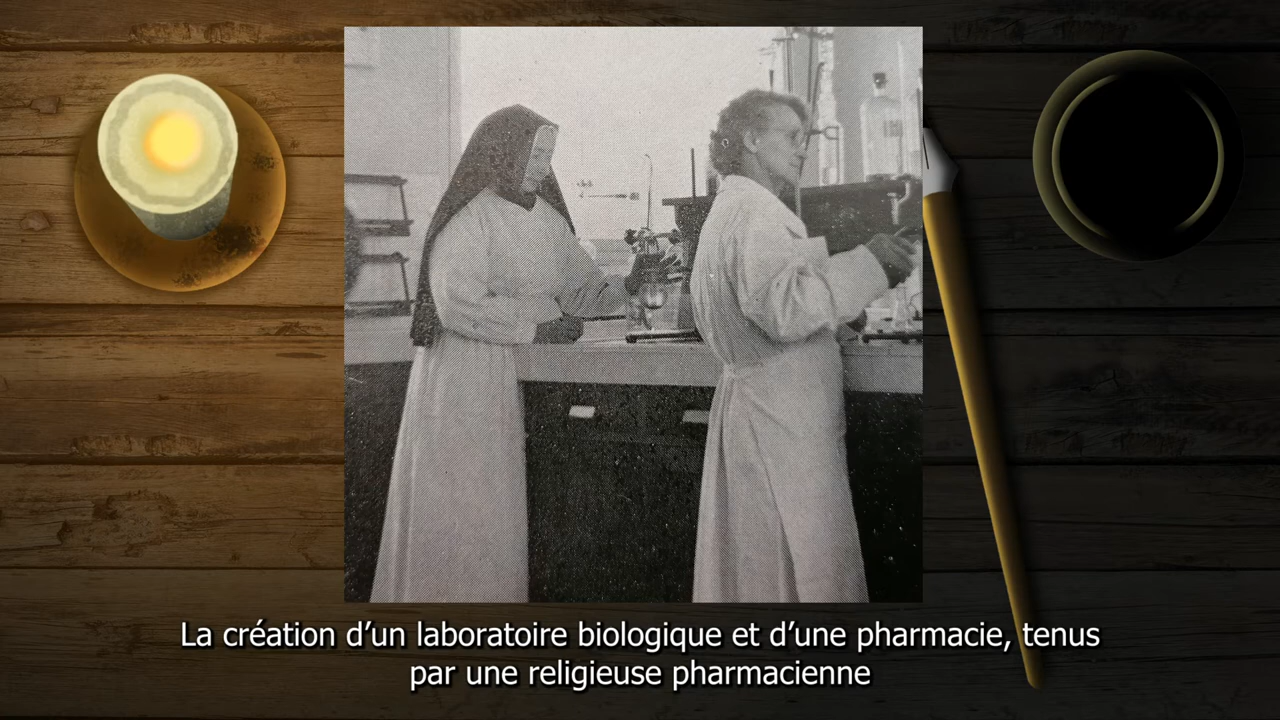 La création d’un laboratoire biologique et d’une pharmacie, tenus
par une religieuse pharmacienne